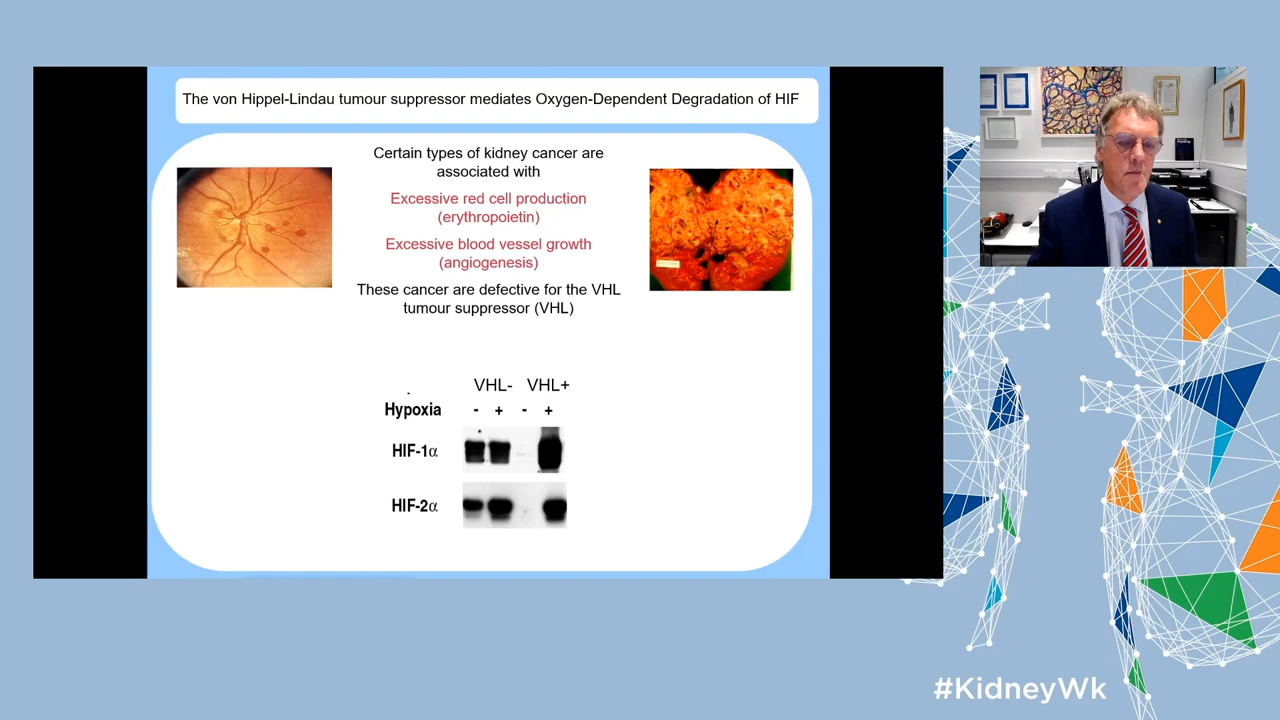 The von Hippel-Lindau tumour suppressor mediates Oxygen-Dependent Degradation of HIF
Certain types of kidney cancer are
associated with
Excessive red cell production
(erythropoietin)
Excessive blood vessel growth
(angiogenesis)
These cancer are defective for the VHL
tumour suppressor (VHL)
VHL- VHL+
Hypoxia - + - +
HIF-1α
HIF-2α
#KidneyWk